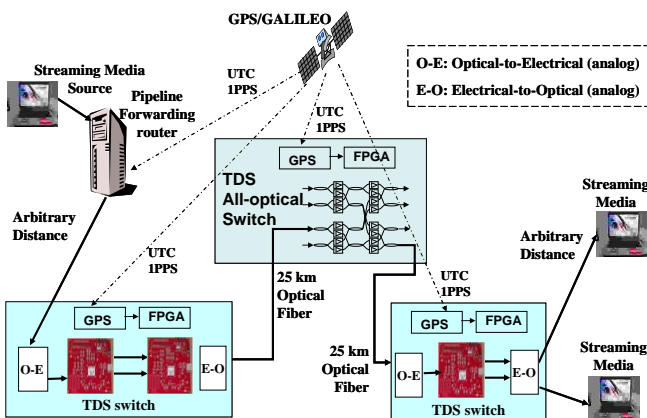 GPS/GALILEO
O-E: Optical-to-Electrical (analog)
E-O: Electrical-to-Optical (analog)
Streaming Media
Source
Pipeline
Forwarding
router
UTC
1PPS
UTC
1PPS
UTC
1PPS
GPS
FPGA
TDS
All-optical
Switch
Streaming
Media
Arbitrary
Distance
Arbitrary
Distance
UTC
1PPS
25 km
Optical
Fiber
UTC
1PPS
GPS
FPGA
O-E
E-O
TDS switch
25 km
Optical
Fiber
GPS
FPGA
O-E
E-O
TDS switch
Streaming
Media